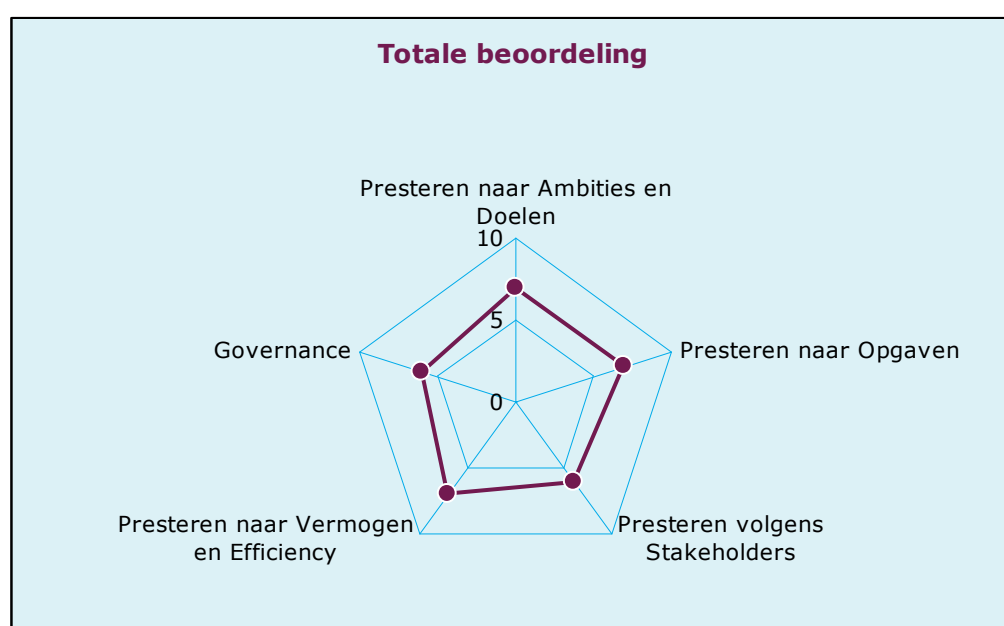 Totale beoordeling
Presteren naar Ambities en
Doelen
10
5
0
Governance
Presteren naar Opgaven
Presteren naar Vermogen
en Efficiency
Presteren volgens
Stakeholders